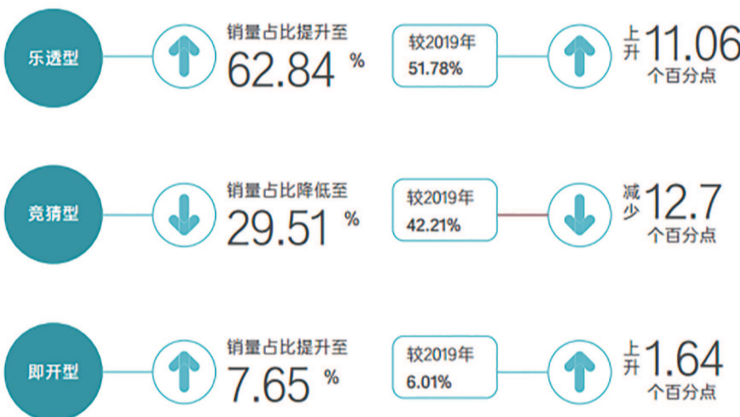 乐透型
销量占比提升至
62.84 %
较2019年
51.78%
上升 11.06
个百分点
竞猜型
销量占比降低至
29.51 %
较2019年
42.21%
减少 12.7
个百分点
即开型
销量占比提升至
7.65 %
较2019年
6.01%
上升 1.64
个百分点